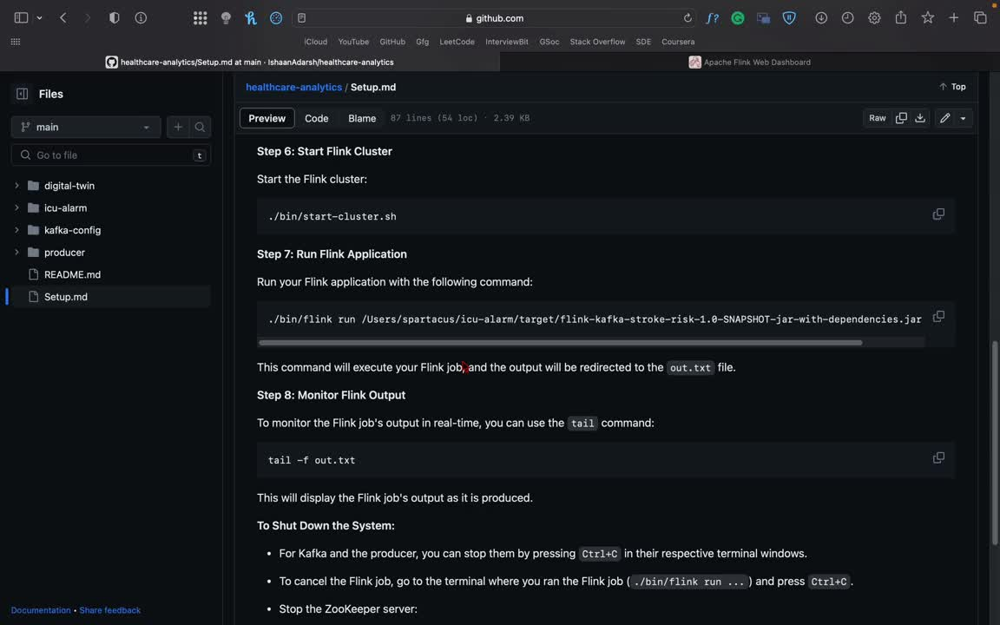 github.com
iCloud YouTube GitHub Gfg LeetCode InterviewBit GSoc Stack Overflow SDE Coursera
healthcare-analytics/Setup.md at main · IshaanAdarsh/healthcare-analytics
Apache Flink Web Dashboard
Files
healthcare-analytics / Setup.md
Top
main
Preview Code Blame 87 lines (54 loc) · 2.39 KB
Raw
Go to file t
digital-twin
icu-alarm
kafka-config
producer
README.md
Setup.md
Step 6: Start Flink Cluster
Start the Flink cluster:
./bin/start-cluster.sh
Step 7: Run Flink Application
Run your Flink application with the following command:
./bin/flink run /Users/spartacus/icu-alarm/target/flink-kafka-stroke-risk-1.0-SNAPSHOT-jar-with-dependencies.jar
This command will execute your Flink job, and the output will be redirected to the out.txt file.
Step 8: Monitor Flink Output
To monitor the Flink job's output in real-time, you can use the tail command:
tail -f out.txt
This will display the Flink job's output as it is produced.
To Shut Down the System:
• For Kafka and the producer, you can stop them by pressing Ctrl+C in their respective terminal windows.
• To cancel the Flink job, go to the terminal where you ran the Flink job ( ./bin/flink run ... ) and press Ctrl+C .
• Stop the ZooKeeper server:
Documentation • Share feedback